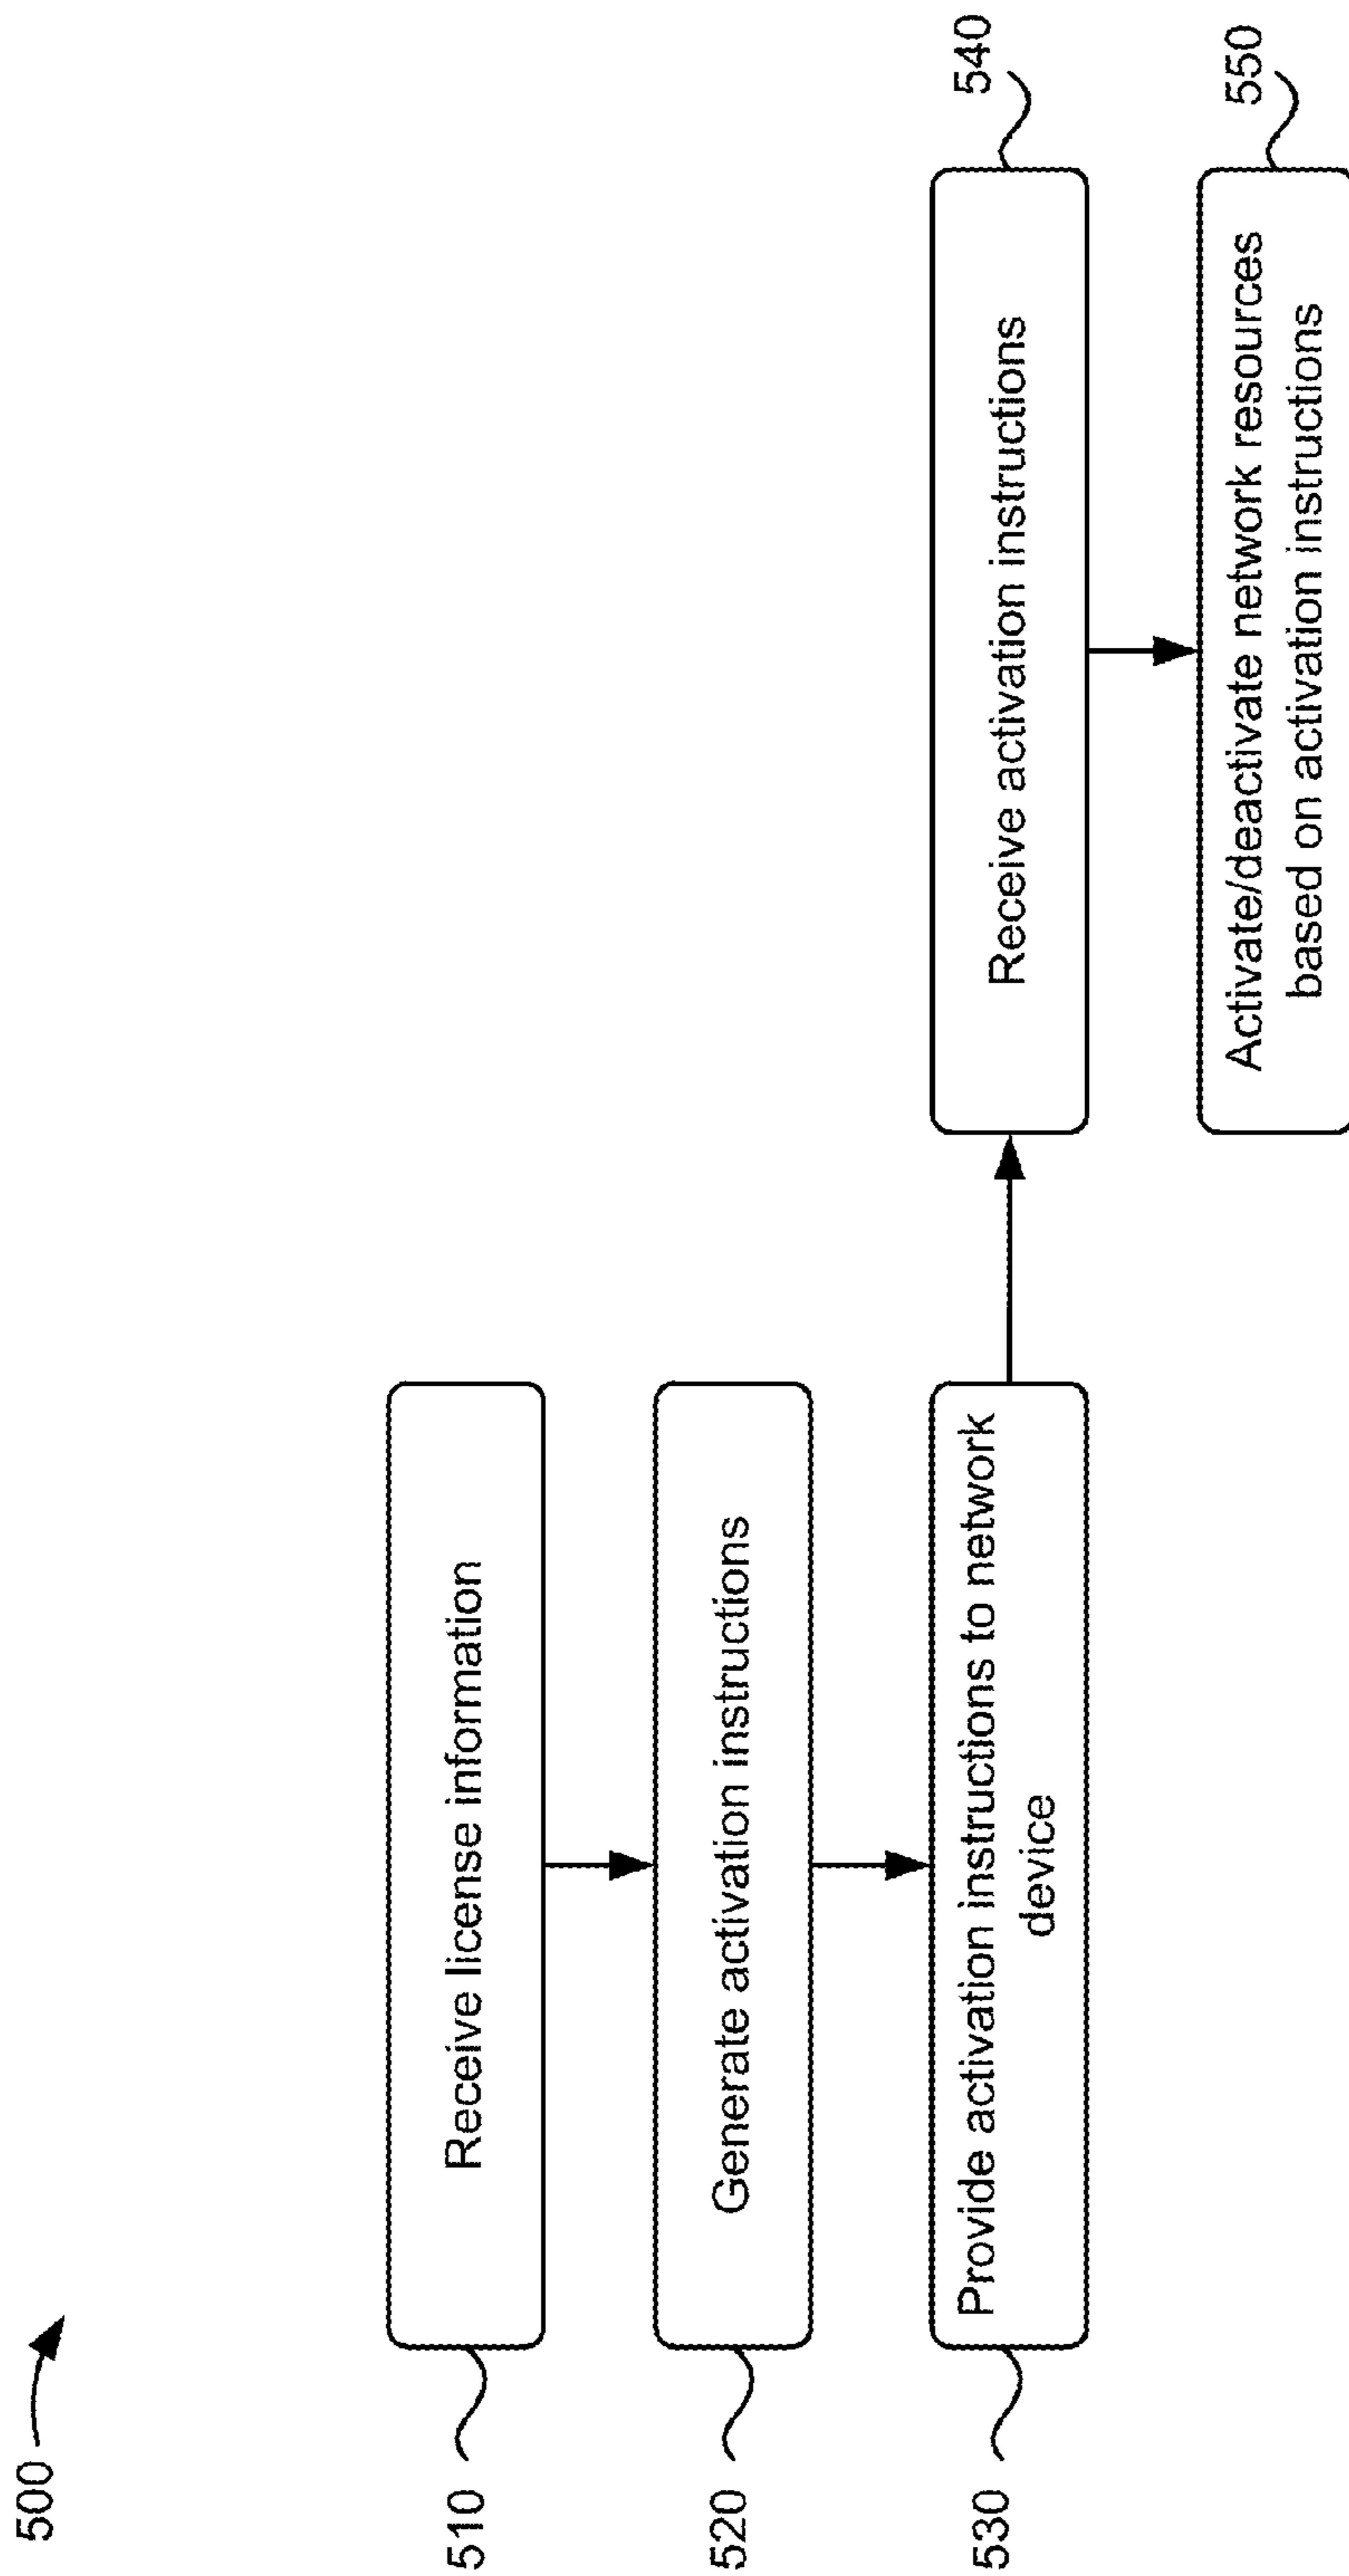 500
510
Receive license information
520
Generate activation instructions
530
Provide activation instructions to network
device
540
Receive activation instructions
550
Activate/deactivate network resources
based on activation instructions